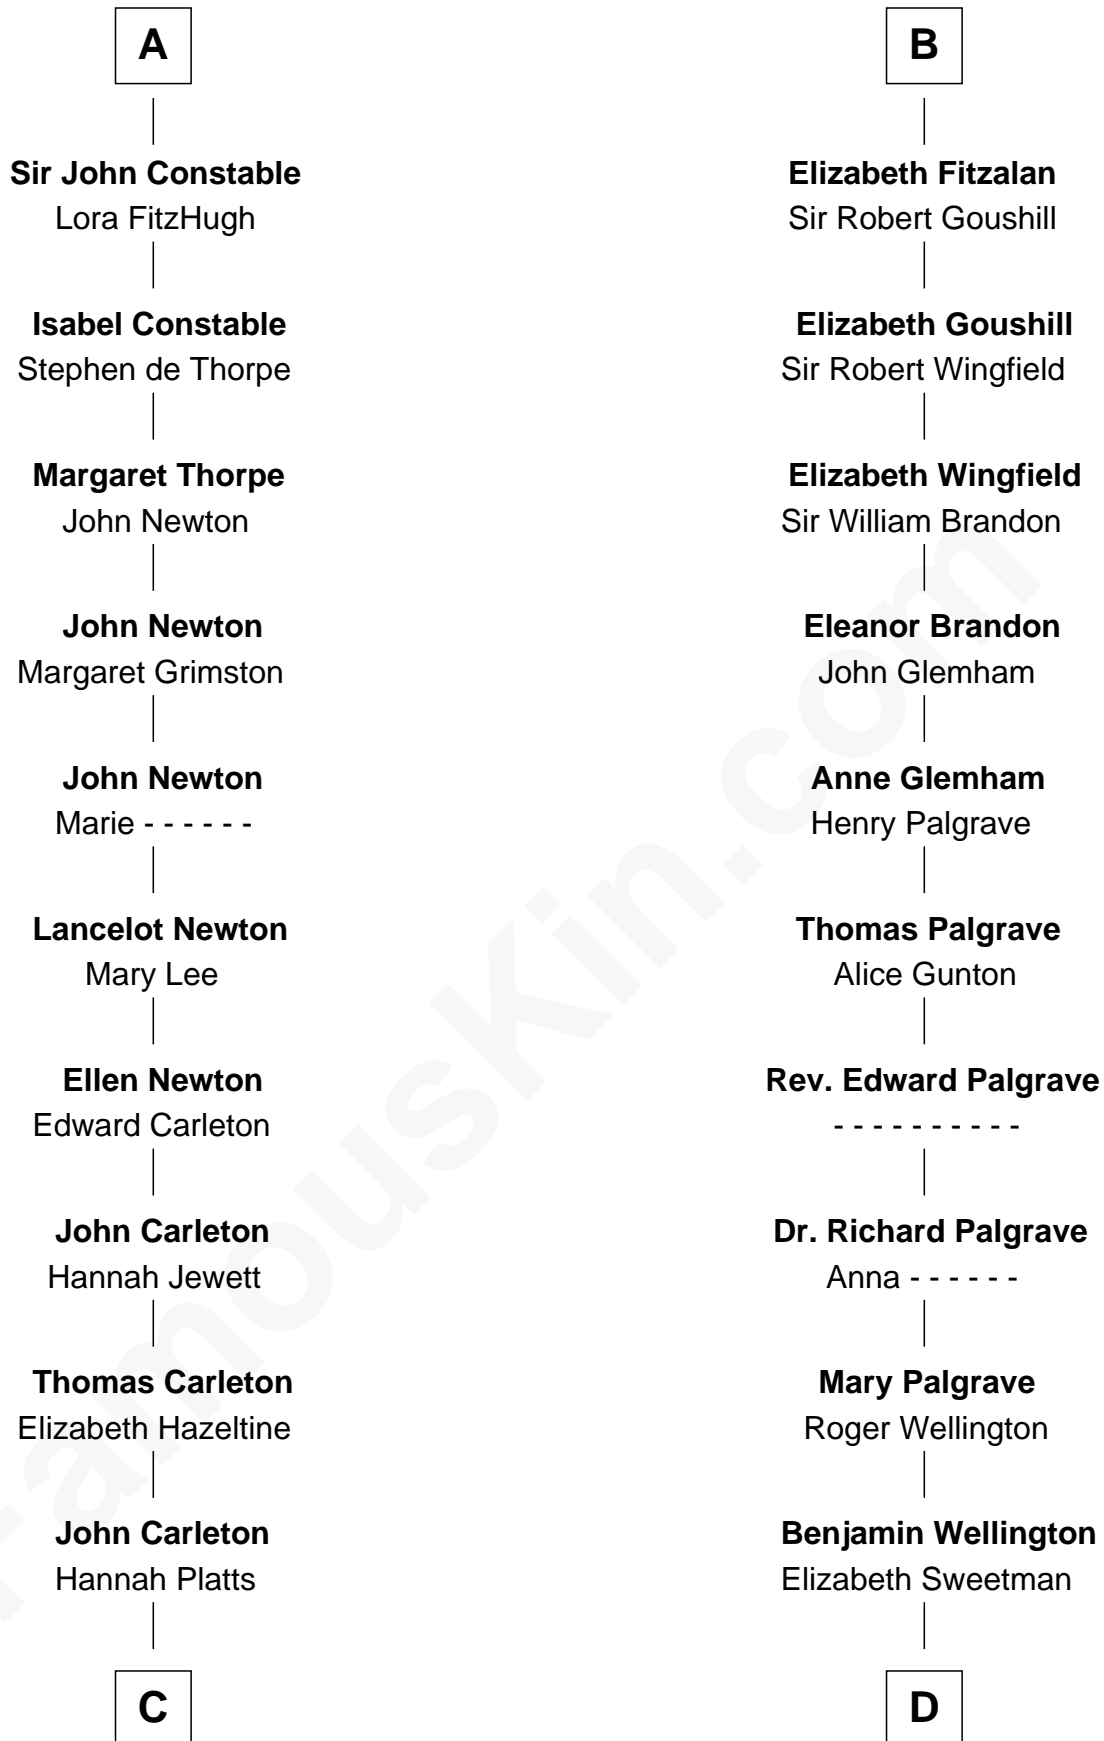 A
Sir John Constable
Lora FitzHugh
Isabel Constable
Stephen de Thorpe
Margaret Thorpe
John Newton
John Newton
Margaret Grimston
John Newton
Marie - - - - - -
Lancelot Newton
Mary Lee
Ellen Newton
Edward Carleton
John Carleton
Hannah Jewett
Thomas Carleton
Elizabeth Hazeltine
John Carleton
Hannah Platts
C
B
Elizabeth Fitzalan
Sir Robert Goushill
Elizabeth Goushill
Sir Robert Wingfield
Elizabeth Wingfield
Sir William Brandon
Eleanor Brandon
John Glemham
Anne Glemham
Henry Palgrave
Thomas Palgrave
Alice Gunton
Rev. Edward Palgrave
- - - - - - - - - -
Dr. Richard Palgrave
Anna - - - - - -
Mary Palgrave
Roger Wellington
Benjamin Wellington
Elizabeth Sweetman
D
FamousKin.com